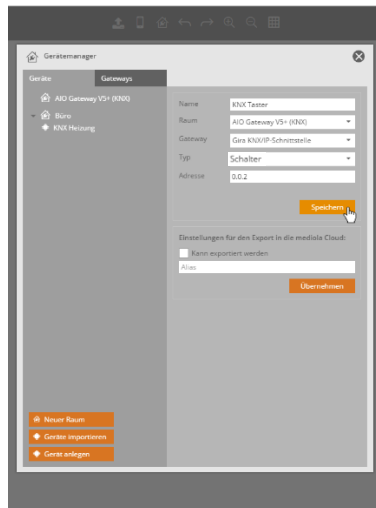 Gerätemanager
Geräte
Gateways
AIO Gateway V5+ (KNX)
Büro
KNX Heizung
Name
KNX Taster
Raum
AIO Gateway V5+ (KNX)
Gateway
Gira KNX/IP-Schnittstelle
Typ
Schalter
Adresse
0.0.2
Speichern
Einstellungen für den Export in die mediola Cloud:
Kann exportiert werden
Alias
Übernehmen
Neuer Raum
Geräte importieren
Gerät anlegen